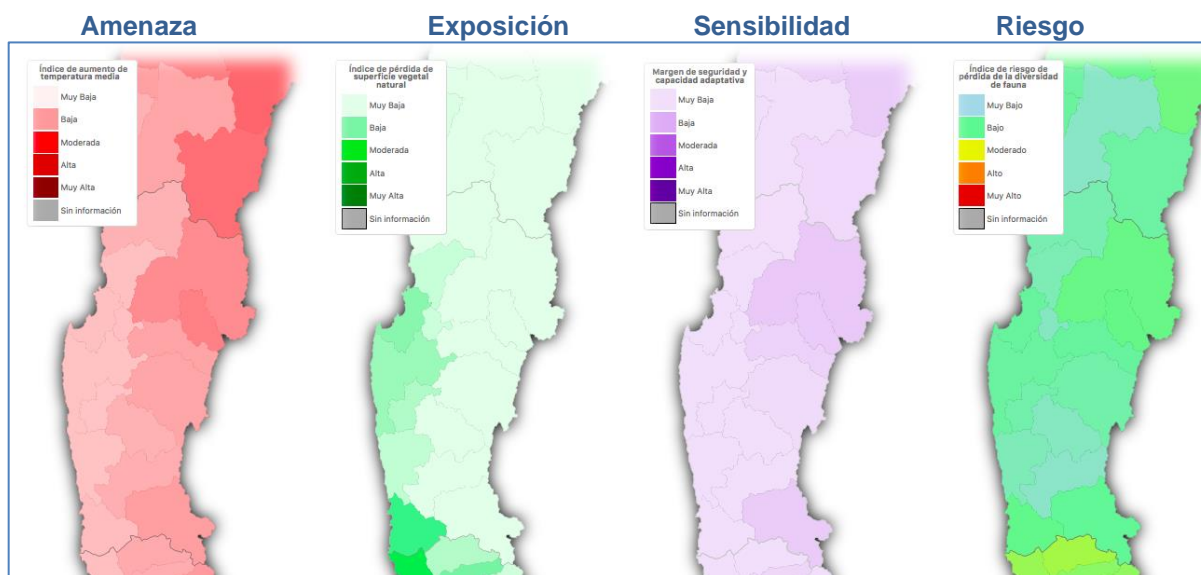 Amenaza
Exposición
Sensibilidad
Riesgo
Índice de aumento de
temperatura media
Muy Baja
Baja
Moderada
Alta
Muy Alta
Sin información
Índice de pérdida de
superficie vegetal
natural
Muy Baja
Baja
Moderada
Alta
Muy Alta
Sin información
Margen de seguridad y
capacidad adaptativa
Muy Baja
Baja
Moderada
Alta
Muy Alta
Sin información
Índice de riesgo de
pérdida de la diversidad
de fauna
Muy Bajo
Bajo
Moderado
Alto
Muy Alto
Sin información